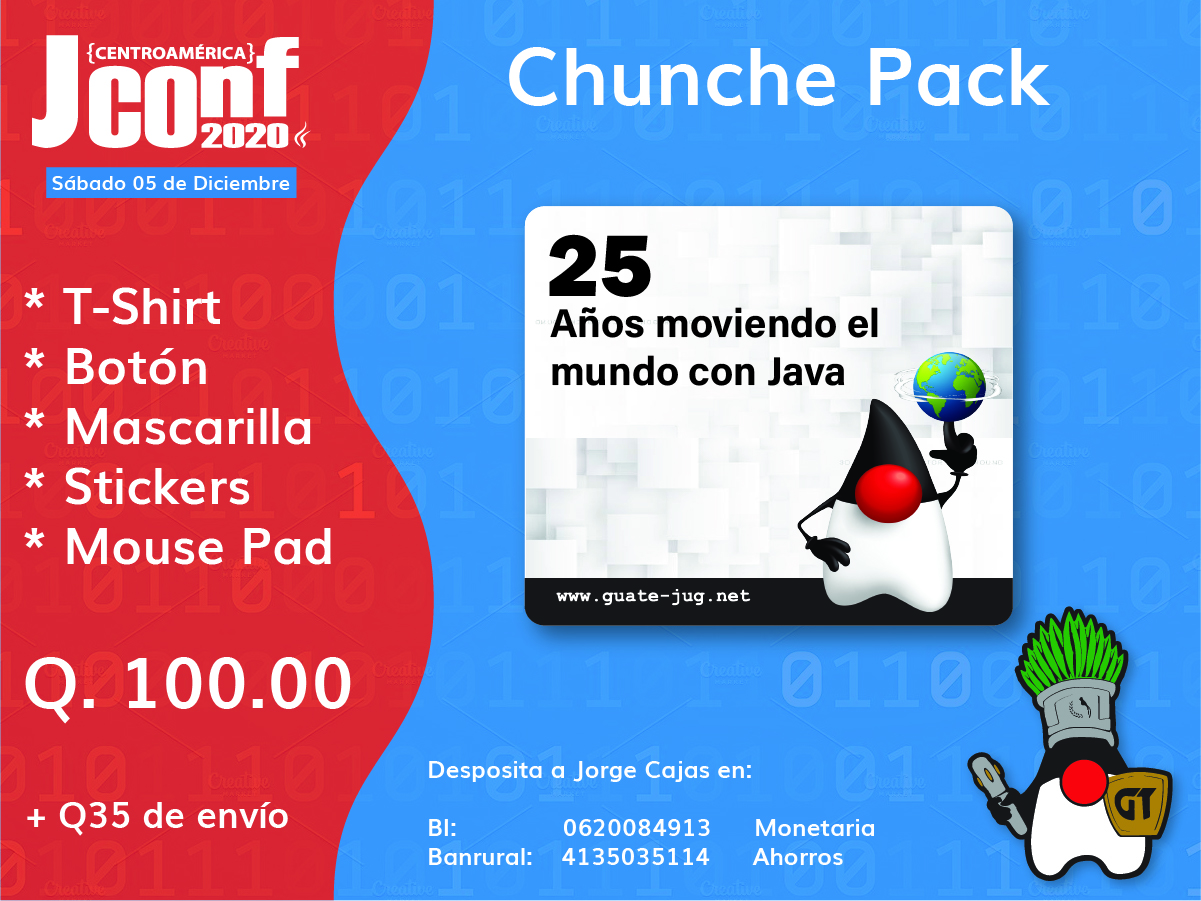 {CENTROAMÉRICA}
Jconf
2020
Sábado 05 de Diciembre
Chunche Pack
* T-Shirt
* Botón
* Mascarilla
* Stickers
* Mouse Pad
Q. 100.00
+ Q35 de envío
25
Años moviendo el
mundo con Java
www.guate-jug.net
Desposita a Jorge Cajas en:
BI: 0620084913 Monetaria
Banrural: 4135035114 Ahorros
GT